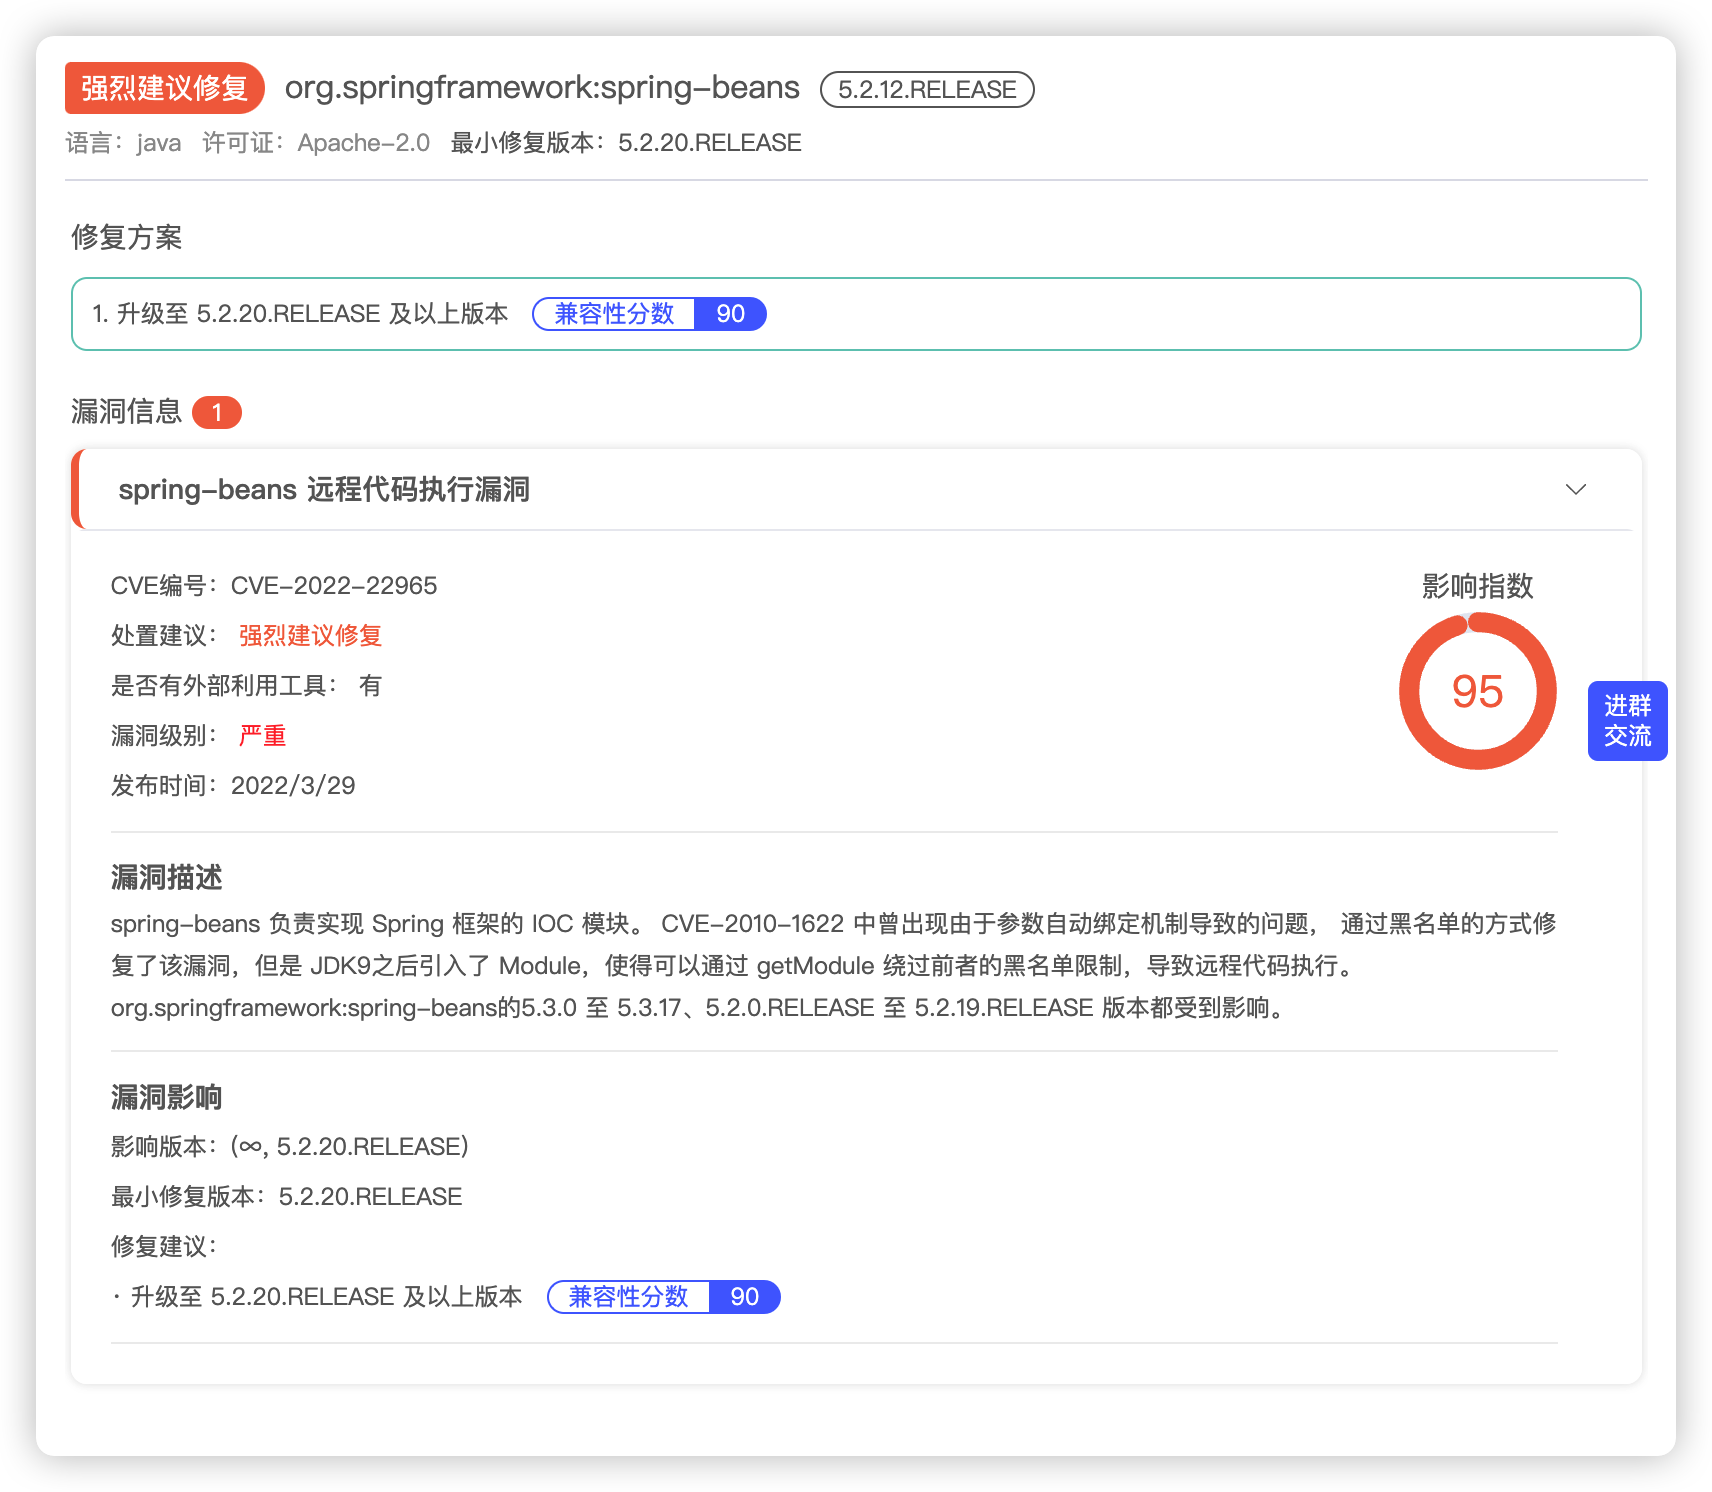 强烈建议修复 org.springframework:spring-beans 5.2.12.RELEASE
语言：java 许可证：Apache-2.0 最小修复版本：5.2.20.RELEASE
修复方案
1. 升级至 5.2.20.RELEASE 及以上版本 兼容性分数 90
漏洞信息 1
spring-beans 远程代码执行漏洞
CVE编号：CVE-2022-22965
处置建议： 强烈建议修复
是否有外部利用工具： 有
漏洞级别： 严重
发布时间：2022/3/29
影响指数
95
进群
交流
漏洞描述
spring-beans 负责实现 Spring 框架的 IOC 模块。 CVE-2010-1622 中曾出现由于参数自动绑定机制导致的问题， 通过黑名单的方式修
复了该漏洞，但是 JDK9之后引入了 Module，使得可以通过 getModule 绕过前者的黑名单限制，导致远程代码执行。
org.springframework:spring-beans的5.3.0 至 5.3.17、5.2.0.RELEASE 至 5.2.19.RELEASE 版本都受到影响。
漏洞影响
影响版本：(∞, 5.2.20.RELEASE)
最小修复版本：5.2.20.RELEASE
修复建议：
· 升级至 5.2.20.RELEASE 及以上版本 兼容性分数 90